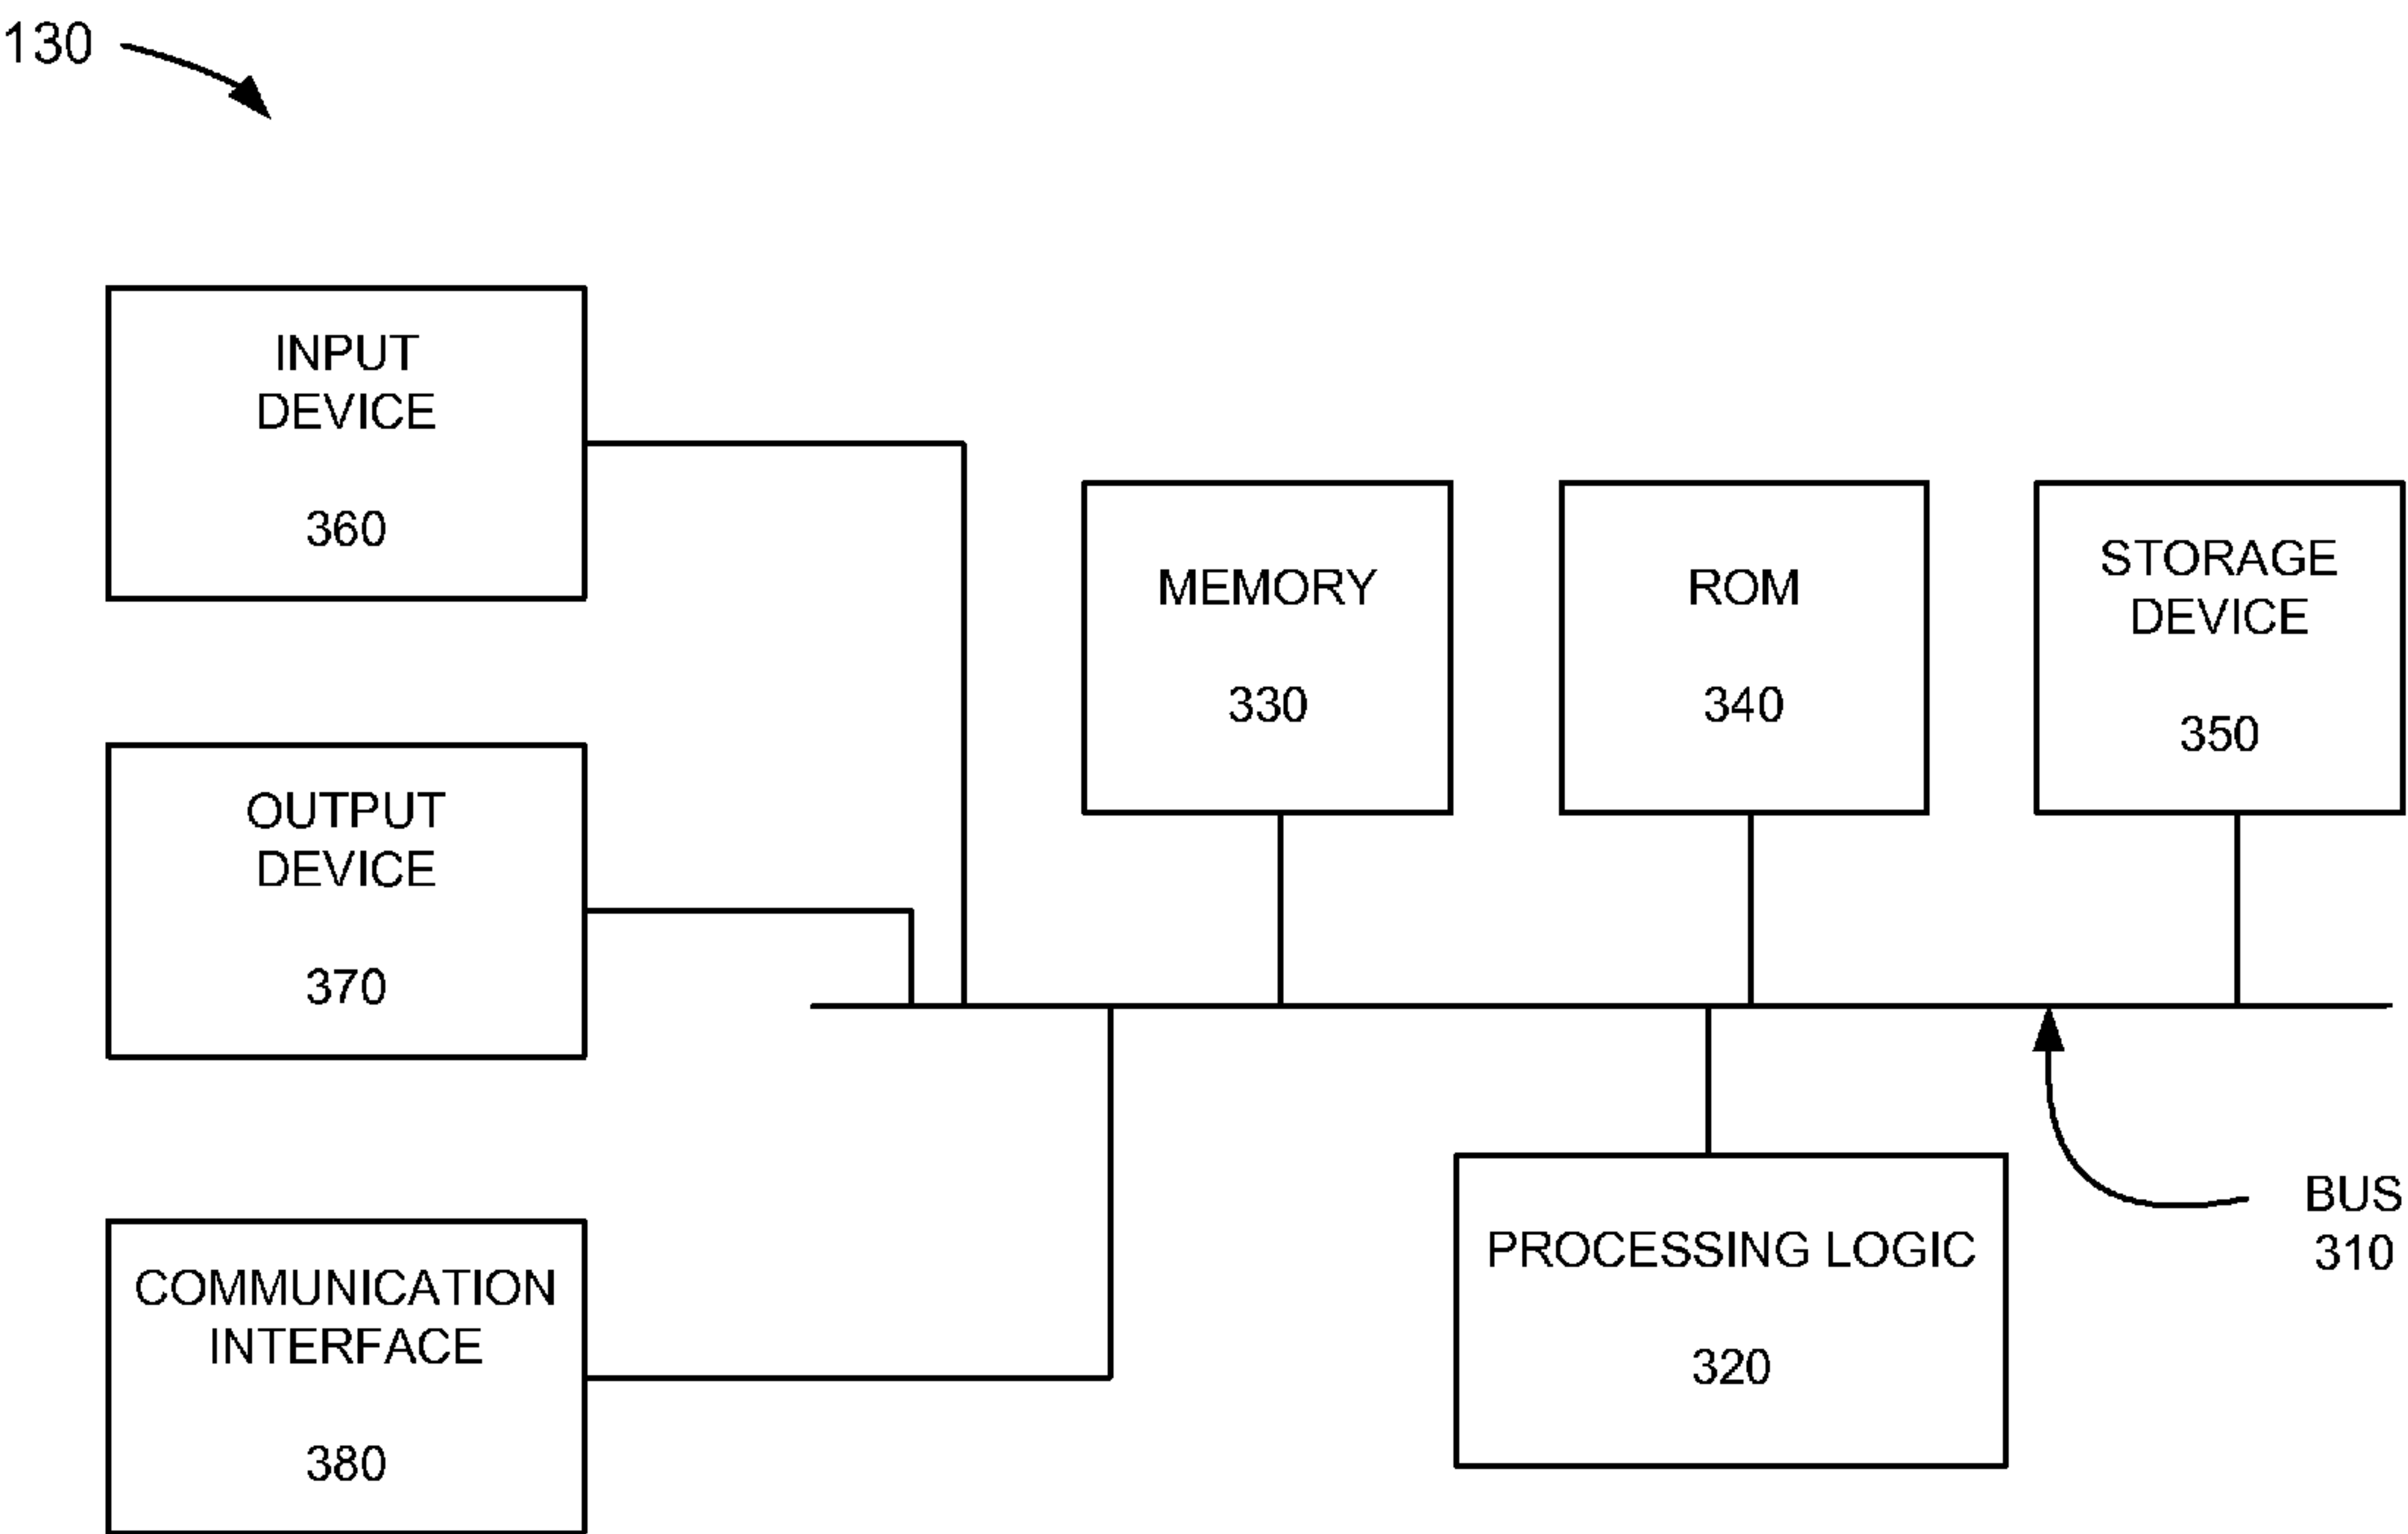 130
INPUT
DEVICE
360
MEMORY
330
ROM
340
STORAGE
DEVICE
350
OUTPUT
DEVICE
370
COMMUNICATION
INTERFACE
380
PROCESSING LOGIC
320
BUS
310